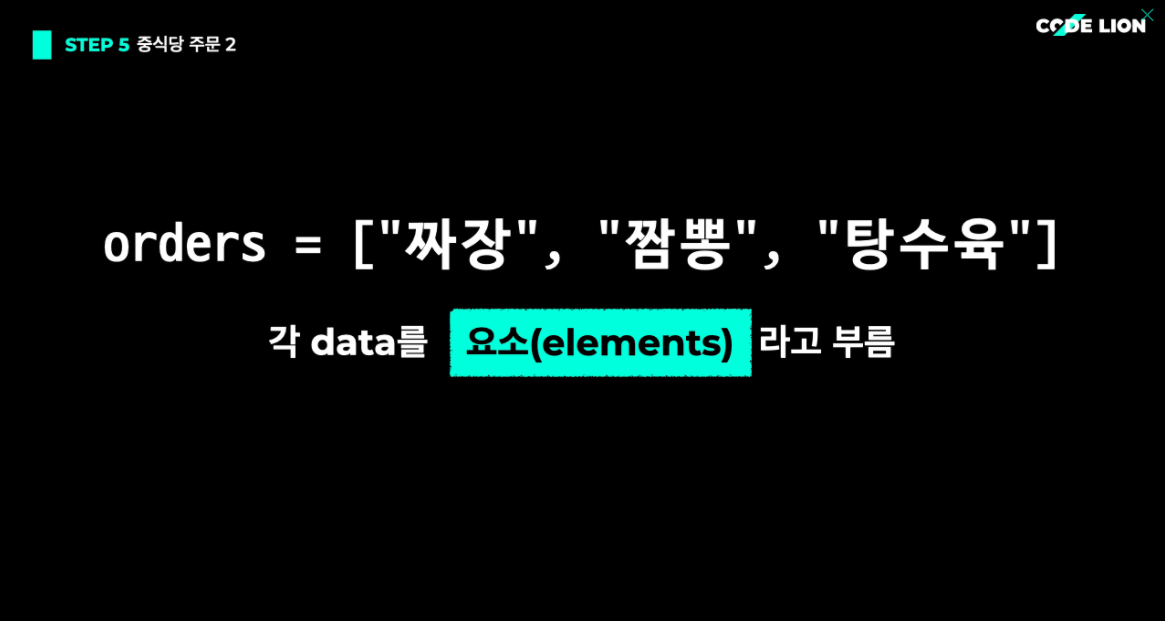 STEP 5 중식당 주문 2
CODE LION
orders = ["짜장", "짬뽕", "탕수육"]
각 data를 요소(elements) 라고 부름